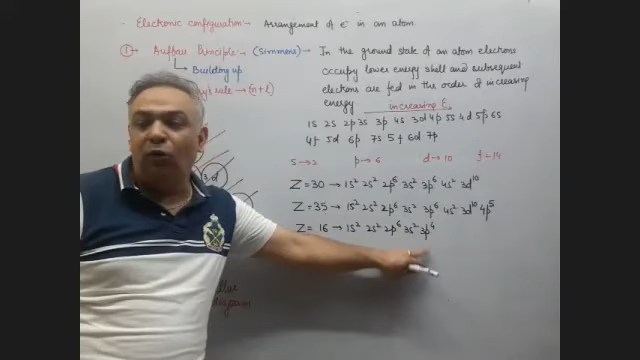 - Electronic configuration → Arrangement of e⁻ in an atom.
① → Aufbau Principle → (Simmons) → In the ground state of an atom electrons
Building up
occupy lower energy shell and subsequent
rule → (n+l)
electrons are fed in the order of increasing
energy
increasing E
1s 2s 2p 3s 3p 4s 3d 4p 5s 4d 5p 6s
4f 5d 6p 7s 5f 6d 7p
s → 2 p → 6 d → 10 f → 14
3d
Z = 30 → 1s² 2s² 2p⁶ 3s² 3p⁶ 4s² 3d¹⁰
Z = 35 → 1s² 2s² 2p⁶ 3s² 3p⁶ 4s² 3d¹⁰ 4p⁵
Z = 16 → 1s² 2s² 2p⁶ 3s² 3p⁴
diagram